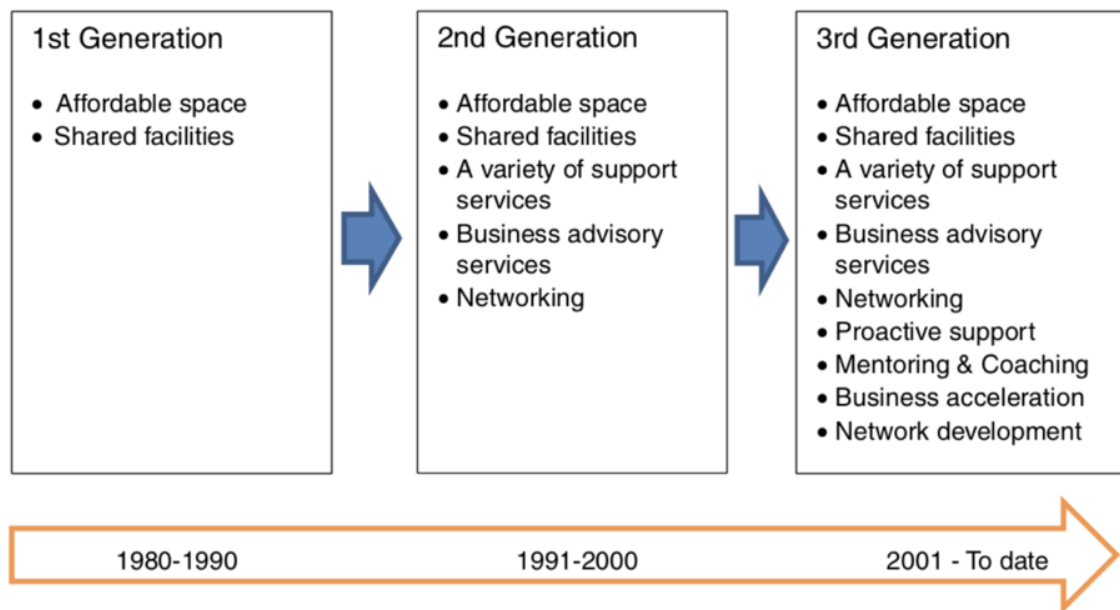 1st Generation
• Affordable space
• Shared facilities
2nd Generation
• Affordable space
• Shared facilities
• A variety of support
services
• Business advisory
services
• Networking
3rd Generation
• Affordable space
• Shared facilities
• A variety of support
services
• Business advisory
services
• Networking
• Proactive support
• Mentoring & Coaching
• Business acceleration
• Network development
1980-1990
1991-2000
2001 - To date